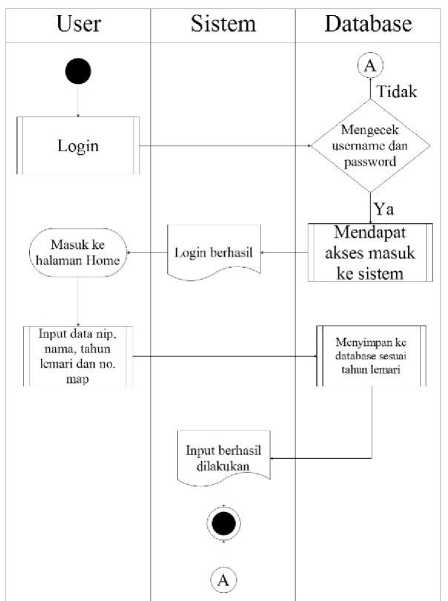 User
Sistem
Database
A
Tidak
Mengecek
username dan
password
Login
Ya
Mendapat
akses masuk
ke sistem
Login berhasil
Masuk ke
halaman Home
Input data nip,
nama, tahun
lemari dan no.
map
Menyimpan ke
database sesuai
tahun lemari
Input berhasil
dilakukan
A